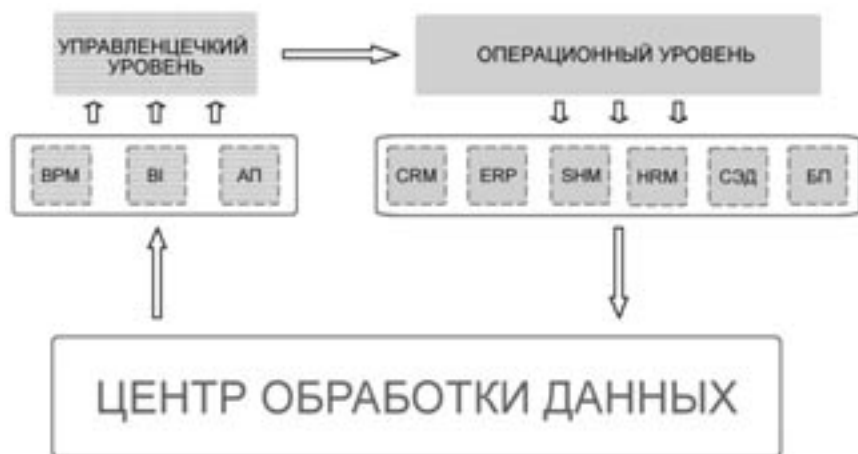 УПРАВЛЕНЦЕЧКИЙ
УРОВЕНЬ
ОПЕРАЦИОННЫЙ УРОВЕНЬ
BPM
BI
АП
CRM
ERP
SHM
HRM
СЭД
БП
ЦЕНТР ОБРАБОТКИ ДАННЫХ